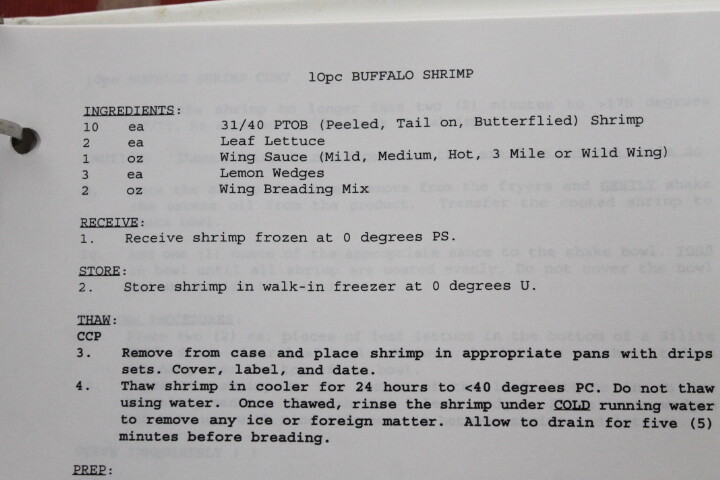 10pc BUFFALO SHRIMP
INGREDIENTS:
10 ea 31/40 PTOB (Peeled, Tail on, Butterflied) Shrimp
2 ea Leaf Lettuce
1 oz Wing Sauce (Mild, Medium, Hot, 3 Mile or Wild Wing)
3 ea Lemon Wedges
2 oz Wing Breading Mix
RECEIVE:
1. Receive shrimp frozen at 0 degrees PS.
STORE:
2. Store shrimp in walk-in freezer at 0 degrees U.
THAW:
CCP
3. Remove from case and place shrimp in appropriate pans with drips
sets. Cover, label, and date.
4. Thaw shrimp in cooler for 24 hours to <40 degrees PC. Do not thaw
using water. Once thawed, rinse the shrimp under COLD running water
to remove any ice or foreign matter. Allow to drain for five (5)
minutes before breading.
PREP: